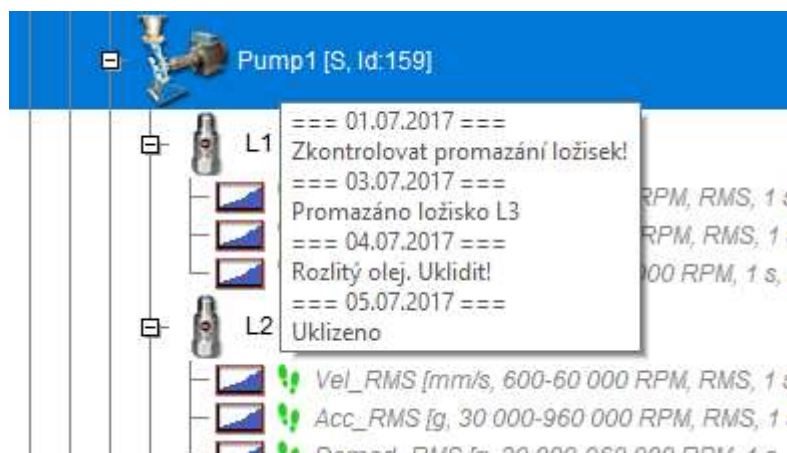 Pump1 [S, Id:159]
L1
=== 01.07.2017 ===
Zkontrolovat promazání ložisek!
=== 03.07.2017 ===
Promazáno ložisko L3
RPM, RMS, 1 s
=== 04.07.2017 ===
RPM, RMS, 1
Rozlitý olej. Uklidit!
000 RPM, 1 s,
=== 05.07.2017 ===
L2
Uklizeno
Vel_RMS [mm/s, 600-60 000 RPM, RMS, 1 s
Acc_RMS [g, 30 000-960 000 RPM, RMS, 1